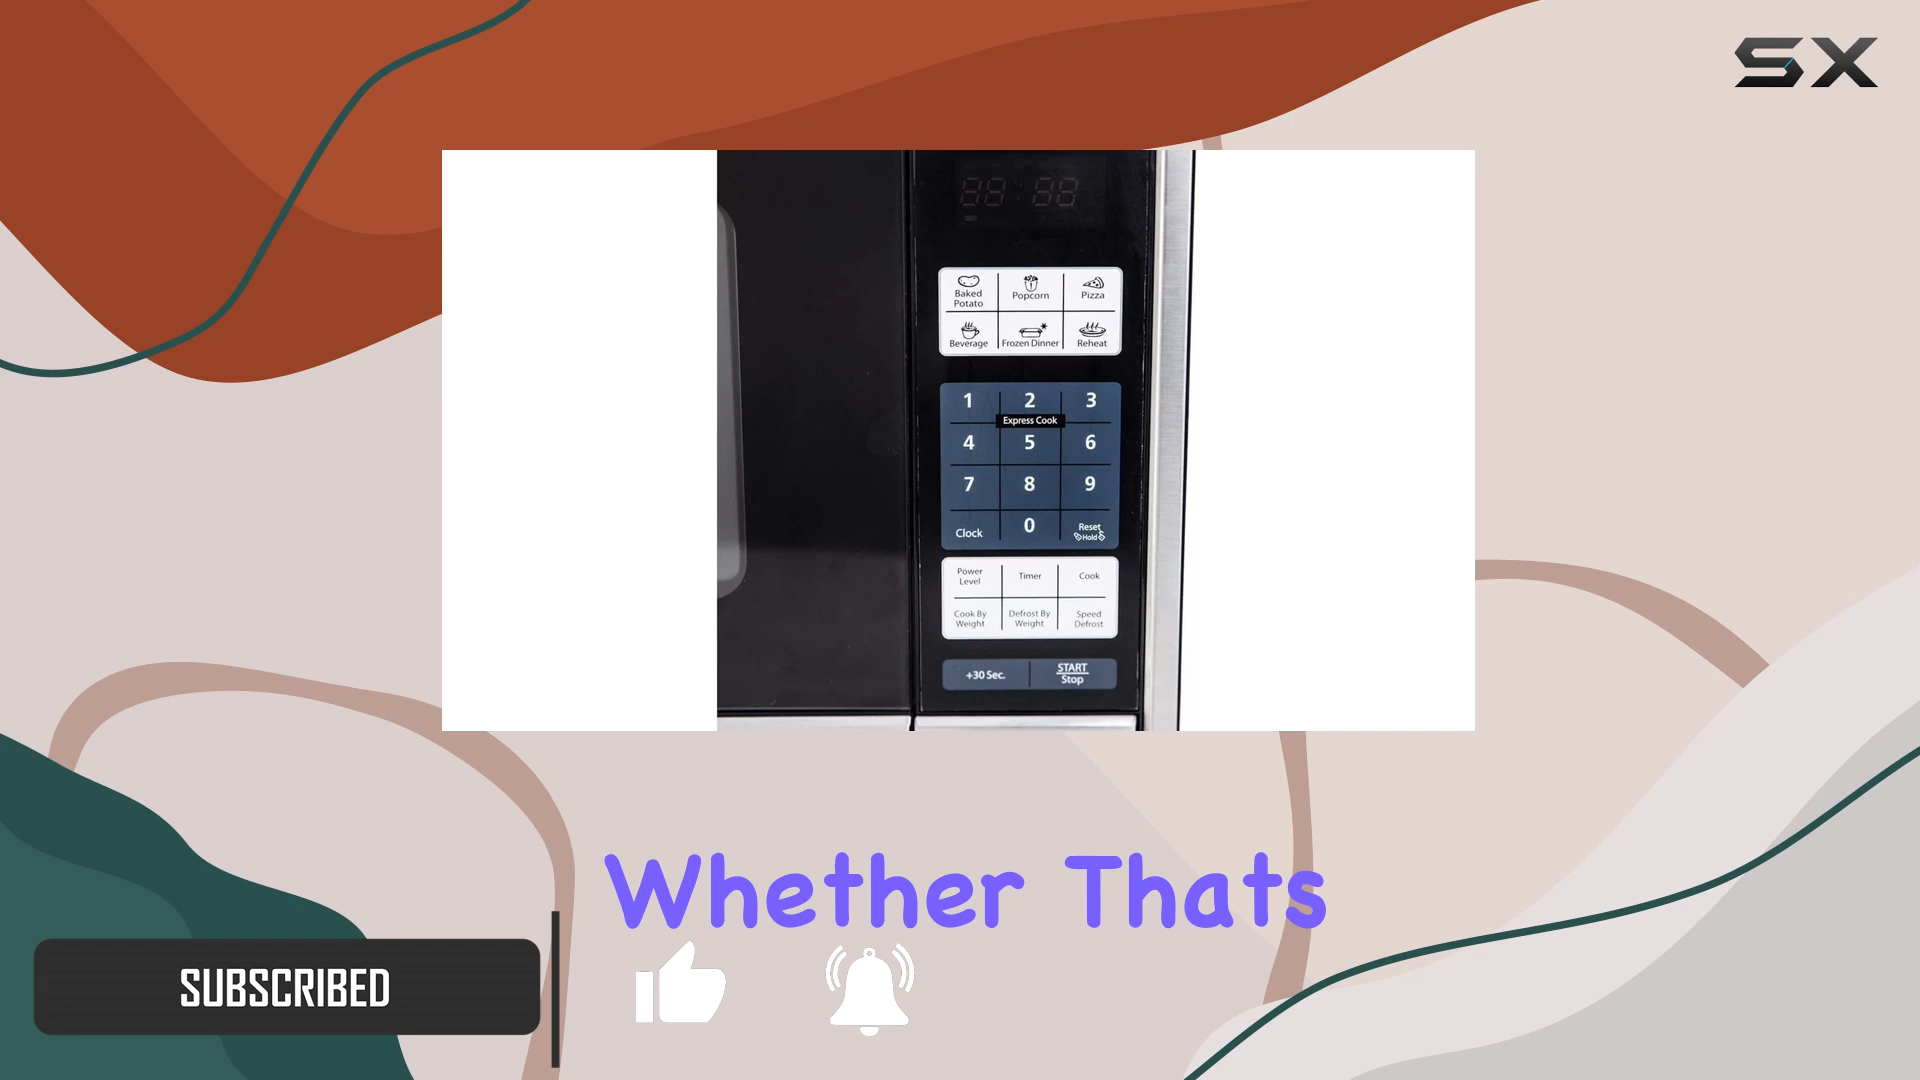 SX
88:88
Baked
Potato
Popcorn
Pizza
Beverage
Frozen Dinner
Reheat
1 2 3
Express Cook
4 5 6
7 8 9
Clock
0
Reset
Hold
Power
Level
Timer
Cook
Cook By
Weight
Defrost By
Weight
Speed
Defrost
+30 Sec.
START
Stop
Whether Thats
SUBSCRIBED